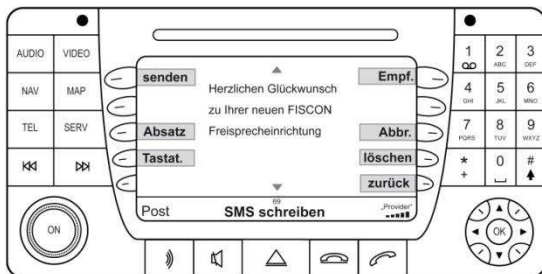 AUDIO VIDEO
NAV MAP
TEL SERV
ON
senden
Absatz
Tastat.
Herzlichen Glückwunsch
zu Ihrer neuen FISCON
Freisprecheinrichtung
Empf.
Abbr.
löschen
zurück
69
Post SMS schreiben „Provider“
1 2 3
ABC DEF
4 5 6
GHI JKL MNO
7 8 9
PQRS TUV WXYZ
* 0 #
+
OK